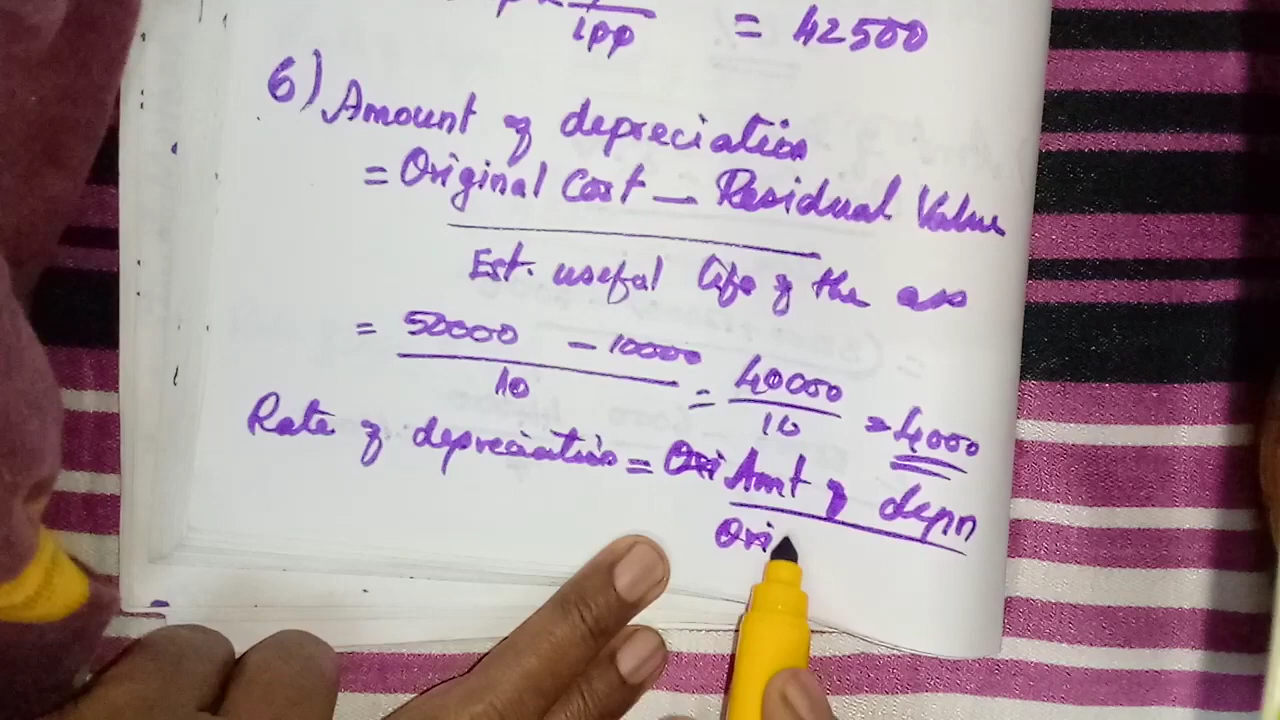 100 = 42500
6) Amount of depreciation
= Original Cost - Residual Value
Est. useful life of the ass
= 50000 - 10000 / 10 = 40000 / 10 = 4000
Rate of depreciation = Amt of depn
Ori